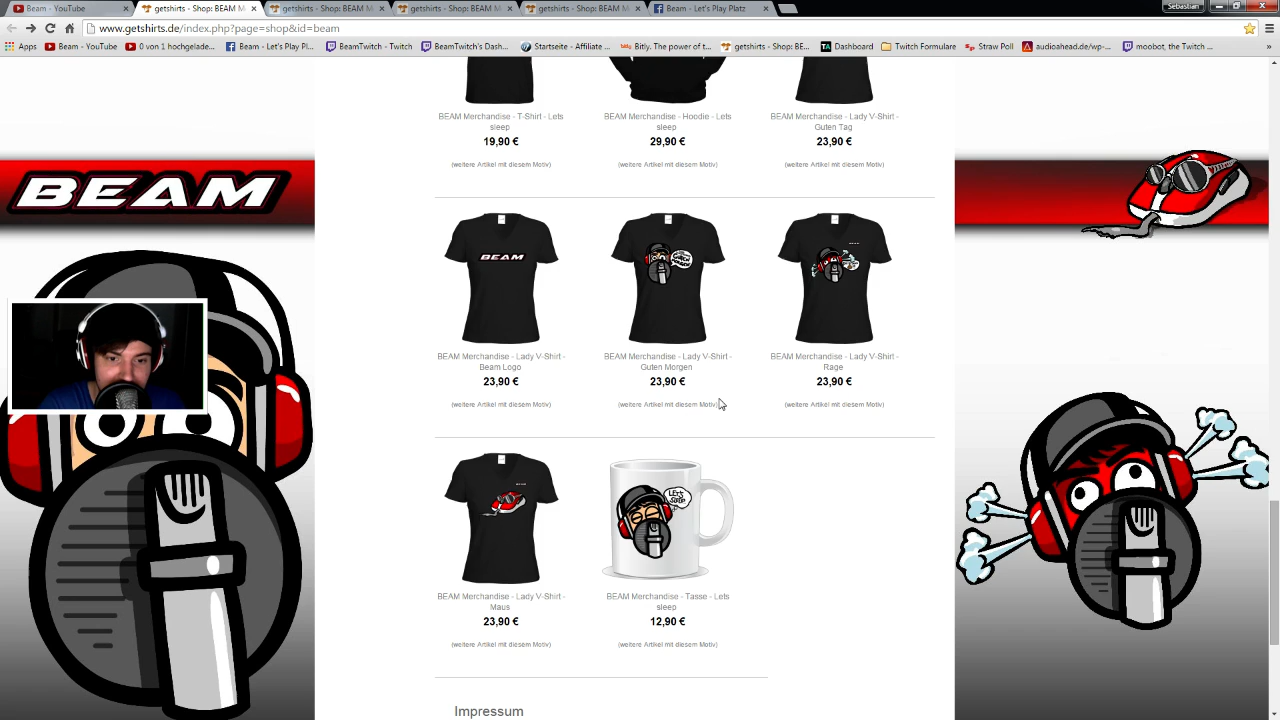 Beam - YouTube
getshirts - Shop: BEAM M
getshirts - Shop: BEAM M
getshirts - Shop: BEAM M
getshirts - Shop: BEAM M
Beam - Let's Play Platz
Sebastian
www.getshirts.de/index.php?page=shop&id=beam
Apps
Beam - YouTube
0 von 1 hochgelade...
Beam - Let's Play Pl...
BeamTwitch - Twitch
BeamTwitch's Dash...
Startseite - Affiliate ...
Bitly. The power of t...
getshirts - Shop: BE...
Dashboard
Twitch Formulare
Straw Poll
audioahead.de/wp-...
moobot, the Twitch ...
»
BEAM Merchandise - T-Shirt - Lets
sleep
19,90 €
(weitere Artikel mit diesem Motiv)
BEAM Merchandise - Hoodie - Lets
sleep
29,90 €
(weitere Artikel mit diesem Motiv)
BEAM Merchandise - Lady V-Shirt -
Guten Tag
23,90 €
(weitere Artikel mit diesem Motiv)
BEAM
BEAM
BEAM Merchandise - Lady V-Shirt -
Beam Logo
23,90 €
(weitere Artikel mit diesem Motiv)
BEAM Merchandise - Lady V-Shirt -
Guten Morgen
23,90 €
(weitere Artikel mit diesem Motiv)
BEAM Merchandise - Lady V-Shirt -
Rage
23,90 €
(weitere Artikel mit diesem Motiv)
BEAM Merchandise - Lady V-Shirt -
Maus
23,90 €
(weitere Artikel mit diesem Motiv)
LET'S
SLEEP
BEAM Merchandise - Tasse - Lets
sleep
12,90 €
(weitere Artikel mit diesem Motiv)
Impressum